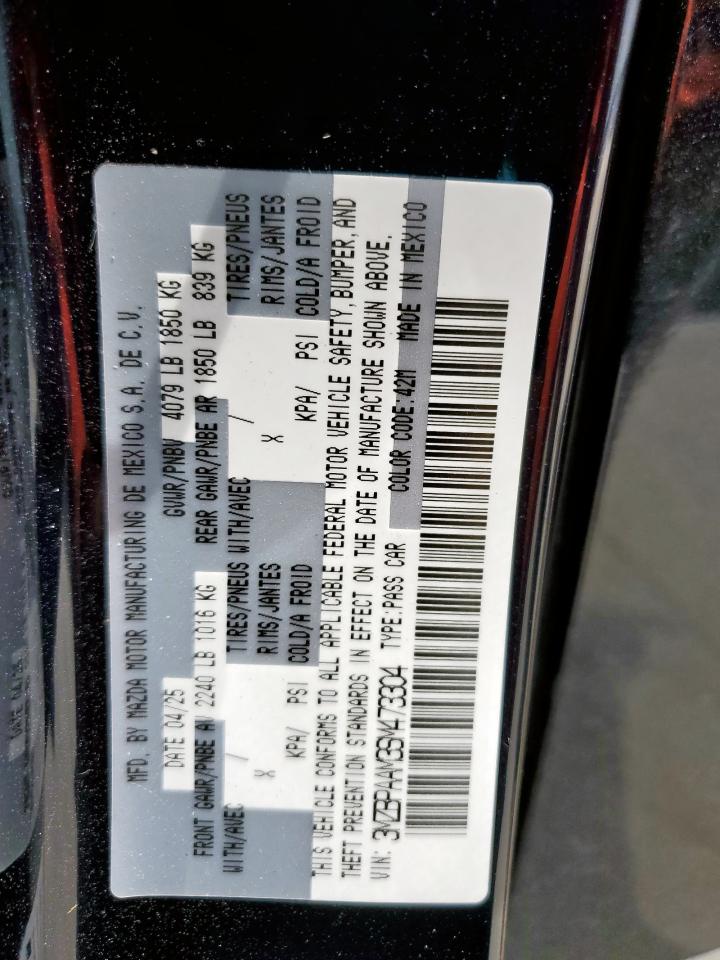 MFD. BY MAZDA MOTOR MANUFACTURING DE MEXICO S.A. DE C.V.
DATE 04/25 GVWR/PNBV 4079 LB 1850 KG
FRONT GAWR/PNBE AV 2240 LB 1016 KG REAR GAWR/PNBE AR 1850 LB 839 KG
WITH/AVEC / TIRES/PNEUS WITH/AVEC / TIRES/PNEUS
X RIMS/JANTES X RIMS/JANTES
KPA/ PSI COLD/A FROID KPA/ PSI COLD/A FROID
THIS VEHICLE CONFORMS TO ALL APPLICABLE FEDERAL MOTOR VEHICLE SAFETY, BUMPER, AND
THEFT PREVENTION STANDARDS IN EFFECT ON THE DATE OF MANUFACTURE SHOWN ABOVE.
VIN: 3MZBPAAM3SM473304 TYPE:PASS CAR COLOR CODE:42M MADE IN MEXICO